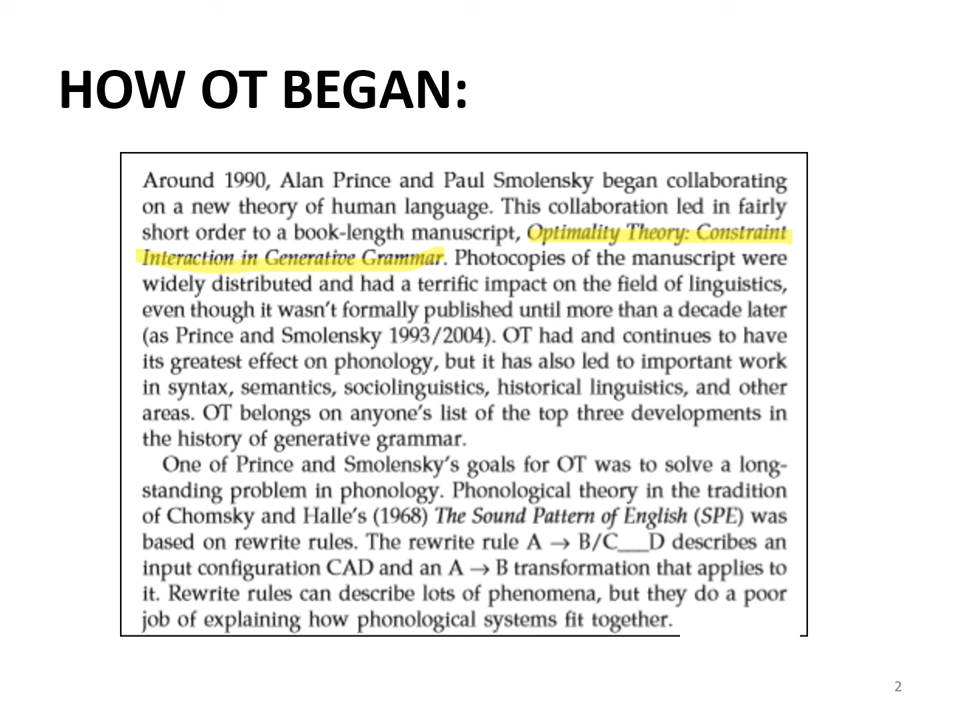 HOW OT BEGAN:
Around 1990, Alan Prince and Paul Smolensky began collaborating
on a new theory of human language. This collaboration led in fairly
short order to a book-length manuscript, Optimality Theory: Constraint
Interaction in Generative Grammar. Photocopies of the manuscript were
widely distributed and had a terrific impact on the field of linguistics,
even though it wasn't formally published until more than a decade later
(as Prince and Smolensky 1993/2004). OT had and continues to have
its greatest effect on phonology, but it has also led to important work
in syntax, semantics, sociolinguistics, historical linguistics, and other
areas. OT belongs on anyone's list of the top three developments in
the history of generative grammar.
One of Prince and Smolensky's goals for OT was to solve a long-
standing problem in phonology. Phonological theory in the tradition
of Chomsky and Halle's (1968) The Sound Pattern of English (SPE) was
based on rewrite rules. The rewrite rule A → B/C__D describes an
input configuration CAD and an A → B transformation that applies to
it. Rewrite rules can describe lots of phenomena, but they do a poor
job of explaining how phonological systems fit together.
2